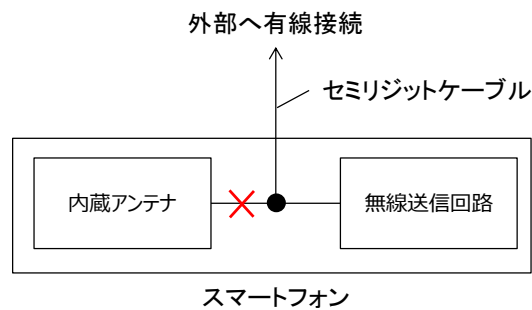 外部へ有線接続
セミリジットケーブル
内蔵アンテナ
無線送信回路
スマートフォン